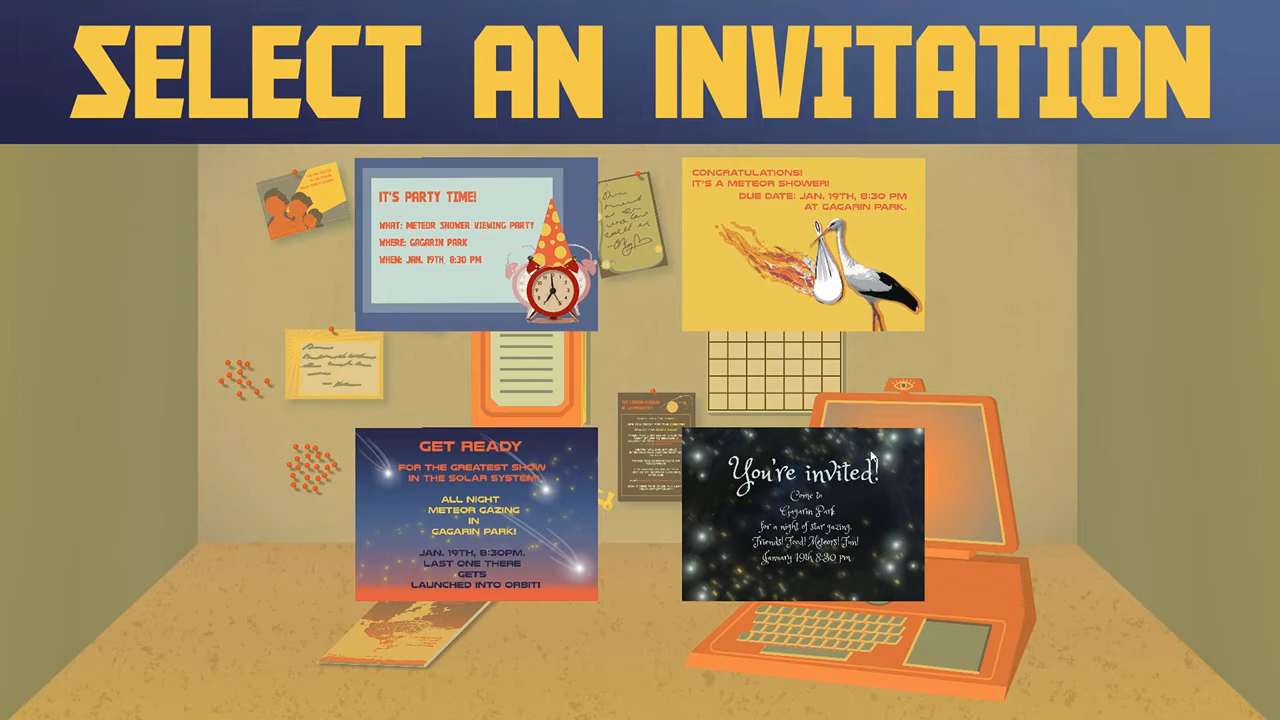 SELECT AN INVITATION
IT'S PARTY TIME!
WHAT: METEOR SHOWER VIEWING PARTY
WHERE: GAGARIN PARK
WHEN: JAN. 19TH, 8:30 PM
CONGRATULATIONS!
IT'S A METEOR SHOWER!
DUE DATE: JAN. 19TH, 8:30 PM
AT GAGARIN PARK.
GET READY
FOR THE GREATEST SHOW
IN THE SOLAR SYSTEM!
ALL NIGHT
METEOR GAZING
IN
GAGARIN PARK!
JAN. 19TH, 8:30PM.
LAST ONE THERE
GETS
LAUNCHED INTO ORBIT!
You're invited!
Come to
Gagarin Park
for a night of star gazing.
Friends! Food! Meteors! Fun!
January 19th 8:30 pm